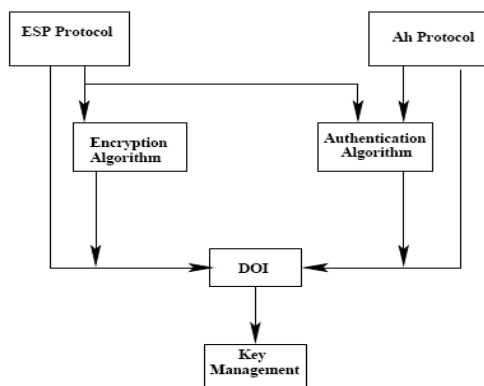 ESP Protocol
Ah Protocol
Encryption
Algorithm
Authentication
Algorithm
DOI
Key
Management